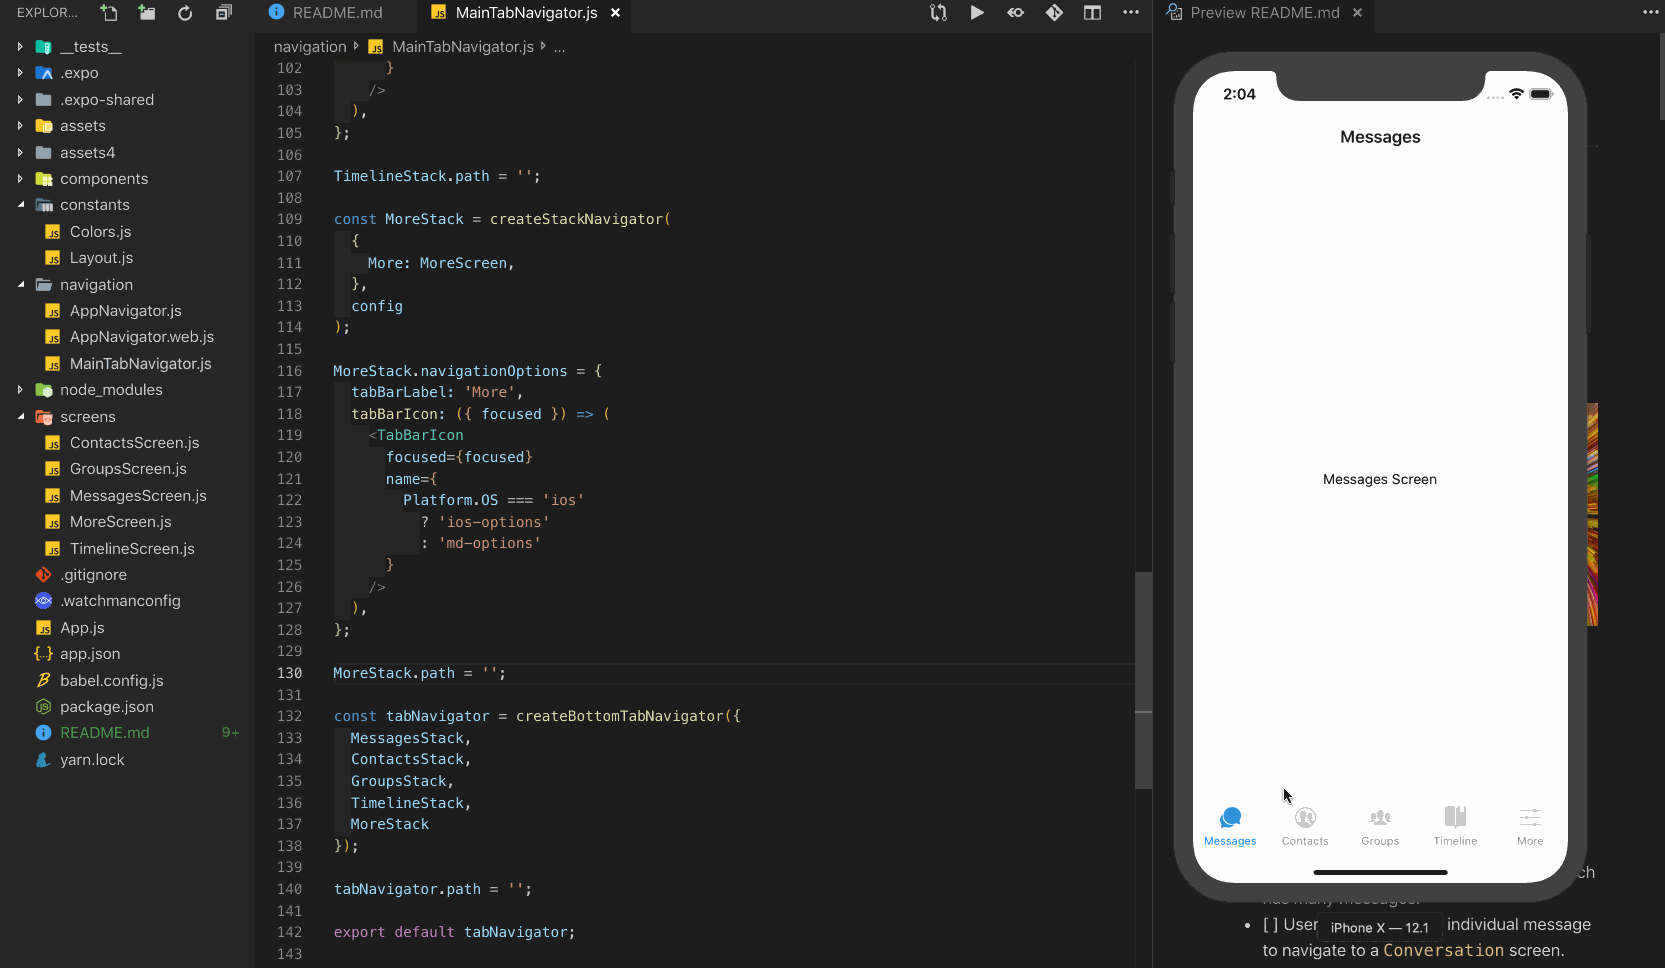 EXPLOR...
__tests__
.expo
.expo-shared
assets
assets4
components
constants
Colors.js
Layout.js
navigation
AppNavigator.js
AppNavigator.web.js
MainTabNavigator.js
node_modules
screens
ContactsScreen.js
GroupsScreen.js
MessagesScreen.js
MoreScreen.js
TimelineScreen.js
.gitignore
.watchmanconfig
App.js
app.json
babel.config.js
package.json
README.md 9+
yarn.lock
README.md MainTabNavigator.js
navigation MainTabNavigator.js ...
102 }
103 />
104 ),
105 };
106
107 TimelineStack.path = '';
108
109 const MoreStack = createStackNavigator(
110 {
111 More: MoreScreen,
112 },
113 config
114 );
115
116 MoreStack.navigationOptions = {
117 tabBarLabel: 'More',
118 tabBarIcon: ({ focused }) => (
119 <TabBarIcon
120 focused={focused}
121 name={
122 Platform.OS === 'ios'
123 ? 'ios-options'
124 : 'md-options'
125 }
126 />
127 ),
128 };
129
130 MoreStack.path = '';
131
132 const tabNavigator = createBottomTabNavigator({
133 MessagesStack,
134 ContactsStack,
135 GroupsStack,
136 TimelineStack,
137 MoreStack
138 });
139
140 tabNavigator.path = '';
141
142 export default tabNavigator;
143
Preview README.md
2:04
Messages
Messages Screen
Messages Contacts Groups Timeline More
ch
has many messages.
[ ] User individual message
iPhone X — 12.1
to navigate to a Conversation screen.